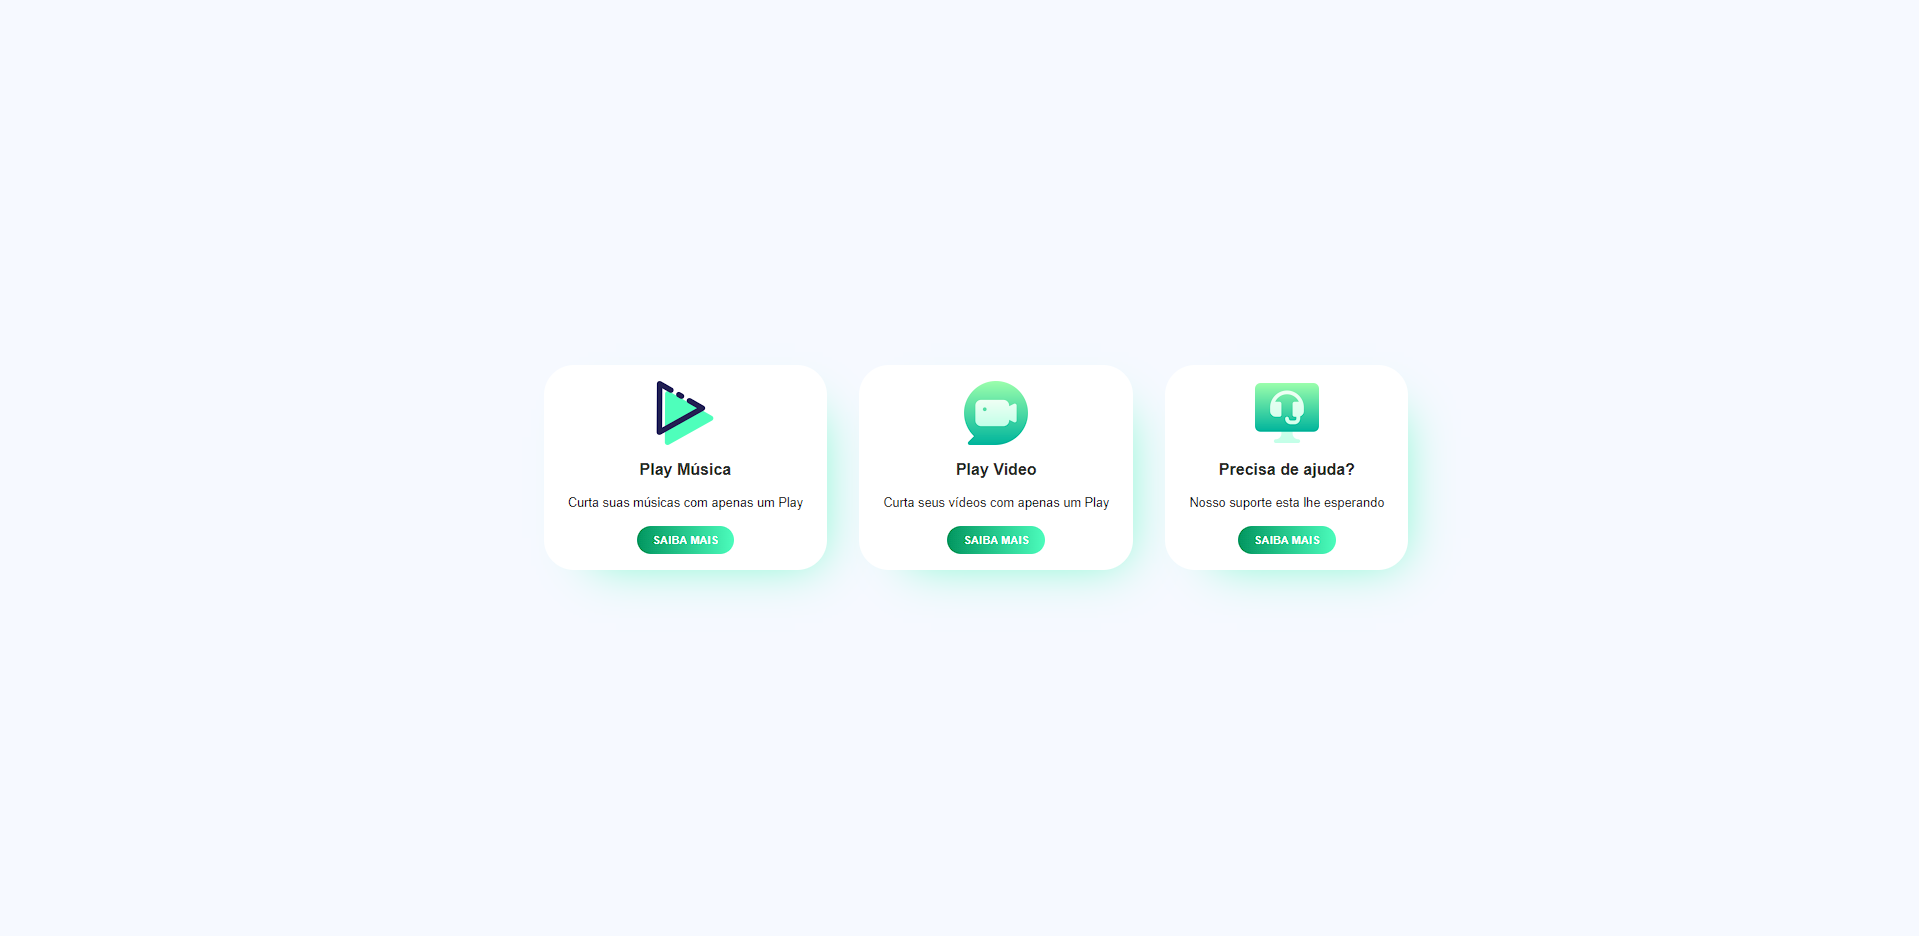 Play Música
Curta suas músicas com apenas um Play
SAIBA MAIS
Play Video
Curta seus vídeos com apenas um Play
SAIBA MAIS
Precisa de ajuda?
Nosso suporte esta lhe esperando
SAIBA MAIS